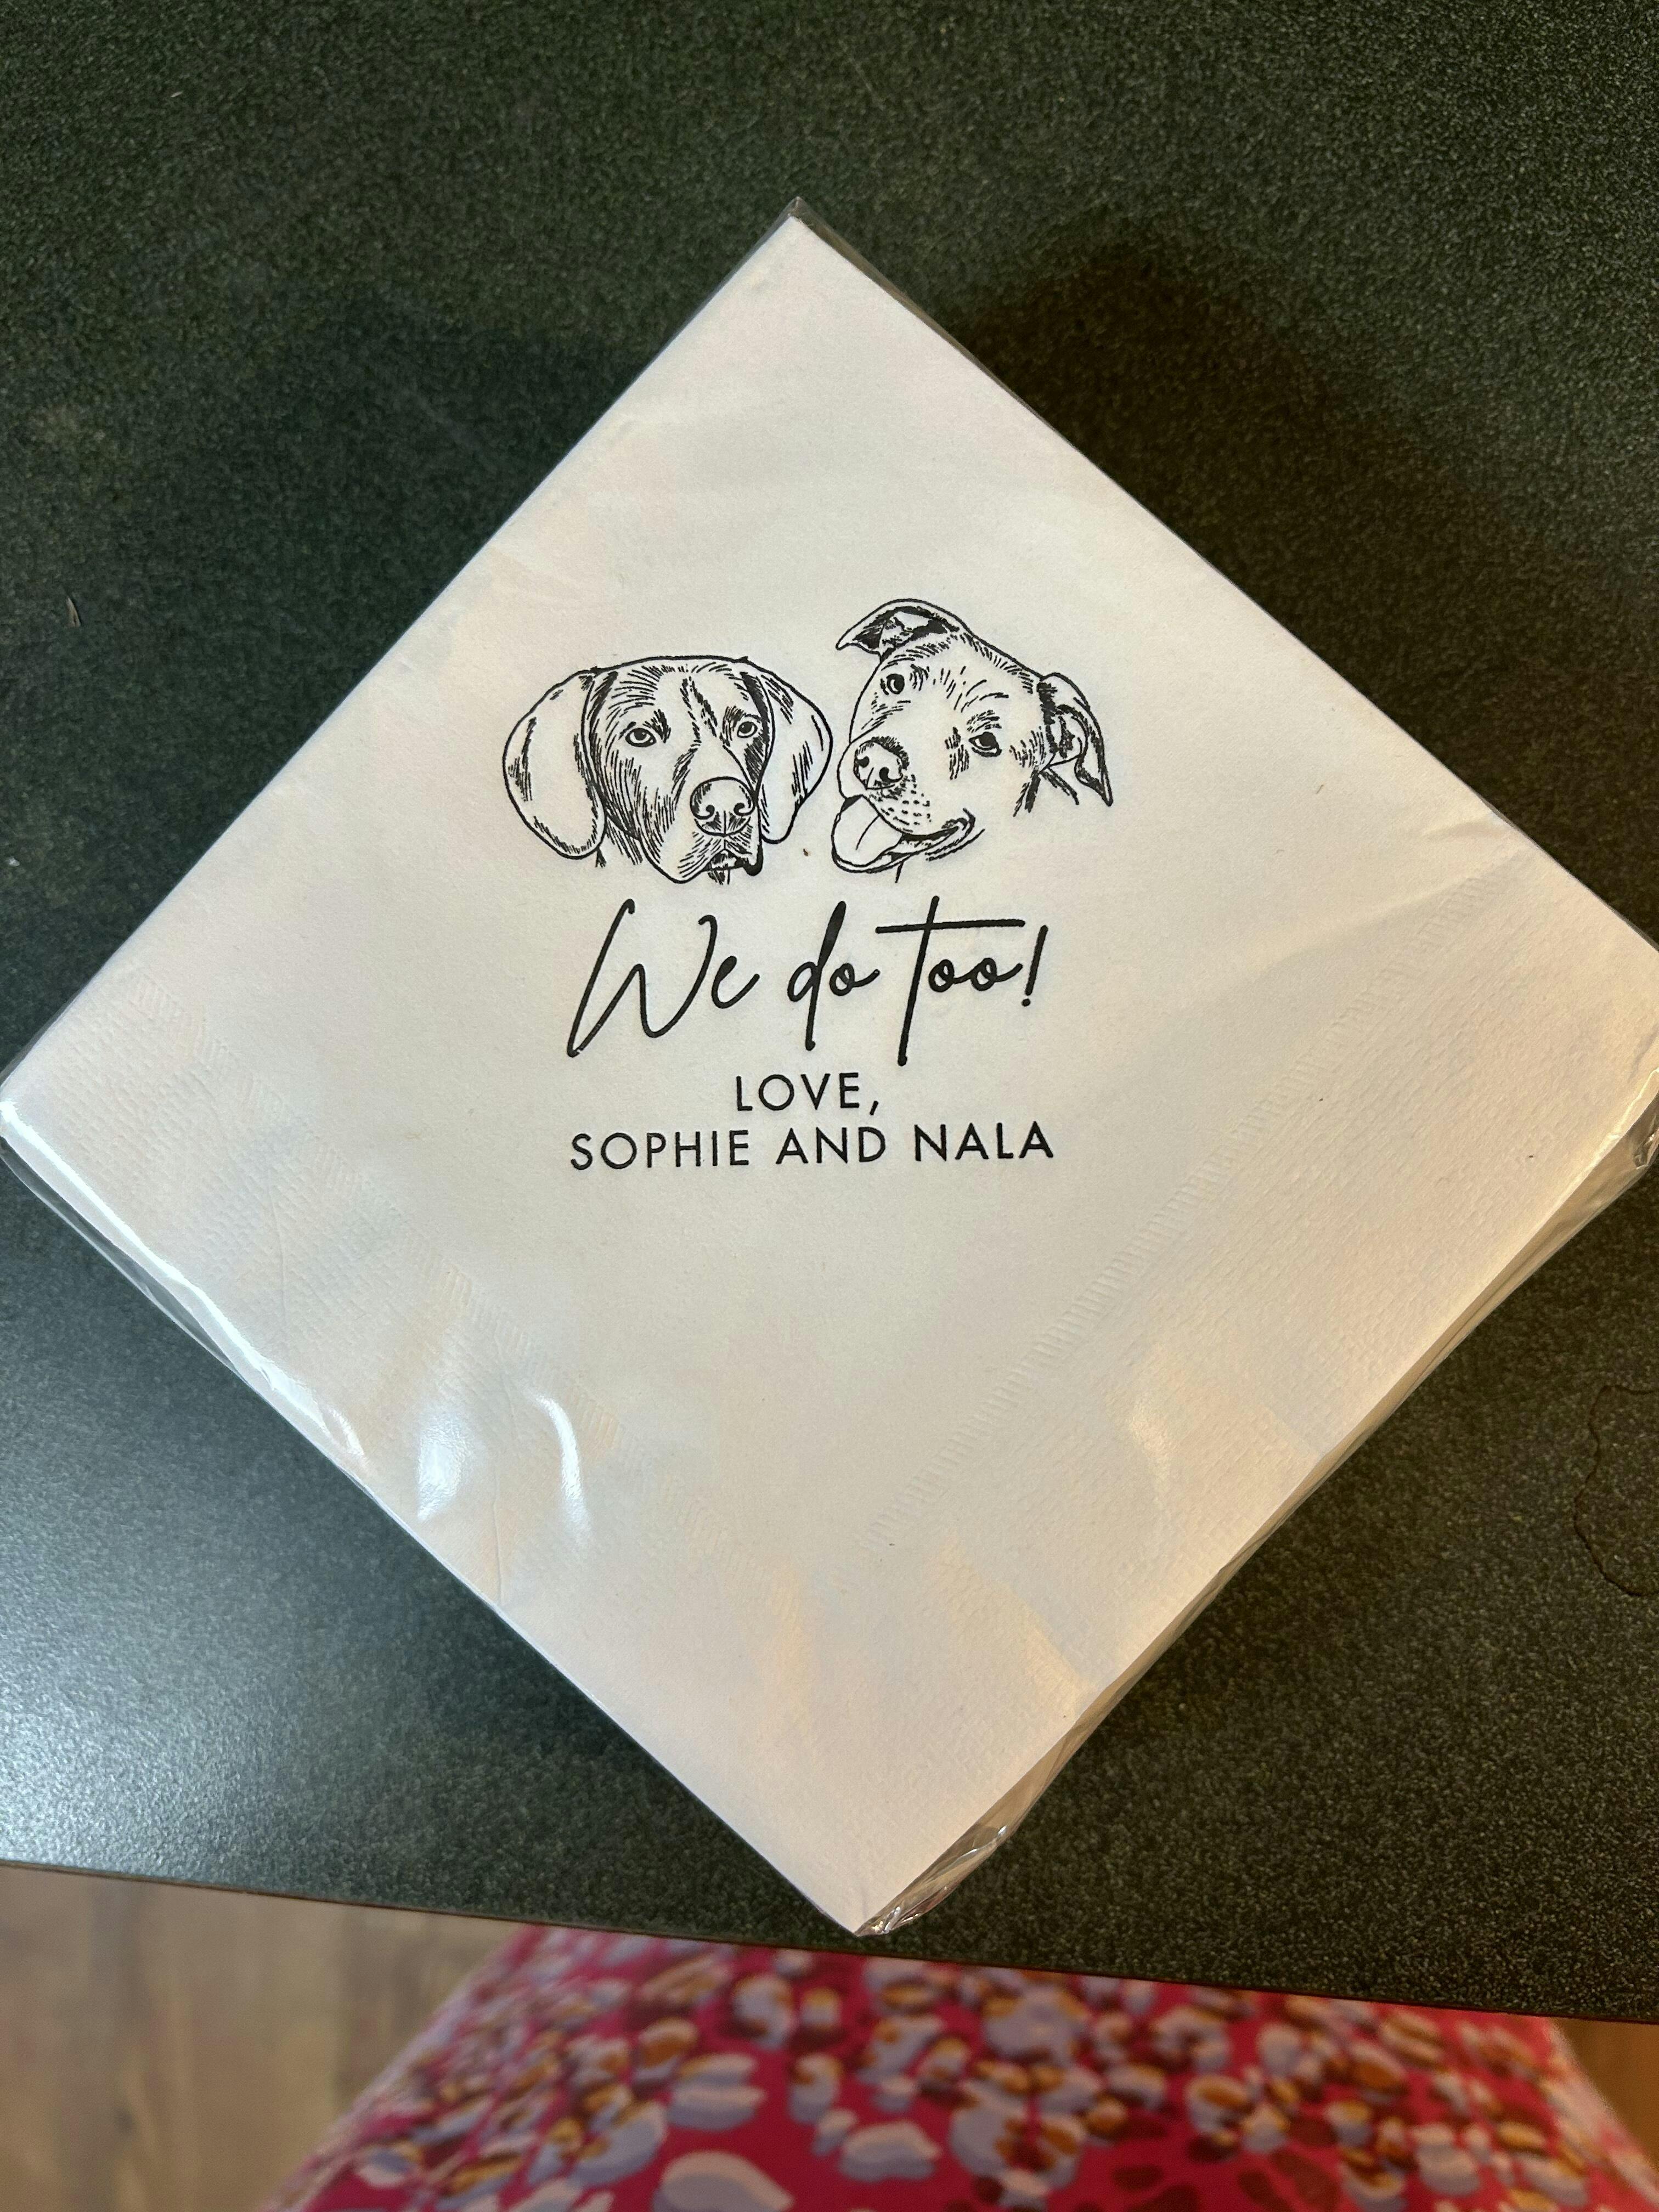 We do too!
LOVE,
SOPHIE AND NALA